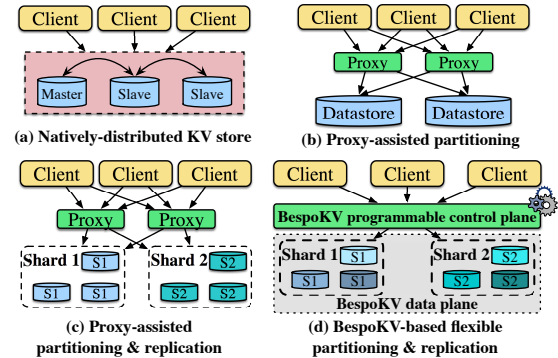 Client Client Client
Master Slave Slave
(a) Natively-distributed KV store
Client Client Client
Proxy Proxy
Datastore Datastore
(b) Proxy-assisted partitioning
Client Client Client
Proxy Proxy
Shard 1 S1 Shard 2 S2
S1 S1 S2 S2
(c) Proxy-assisted
partitioning & replication
Client Client Client
BespoKV programmable control plane
Shard 1 S1 Shard 2 S2
S1 S1 S2 S2
BespoKV data plane
(d) BespoKV-based flexible
partitioning & replication